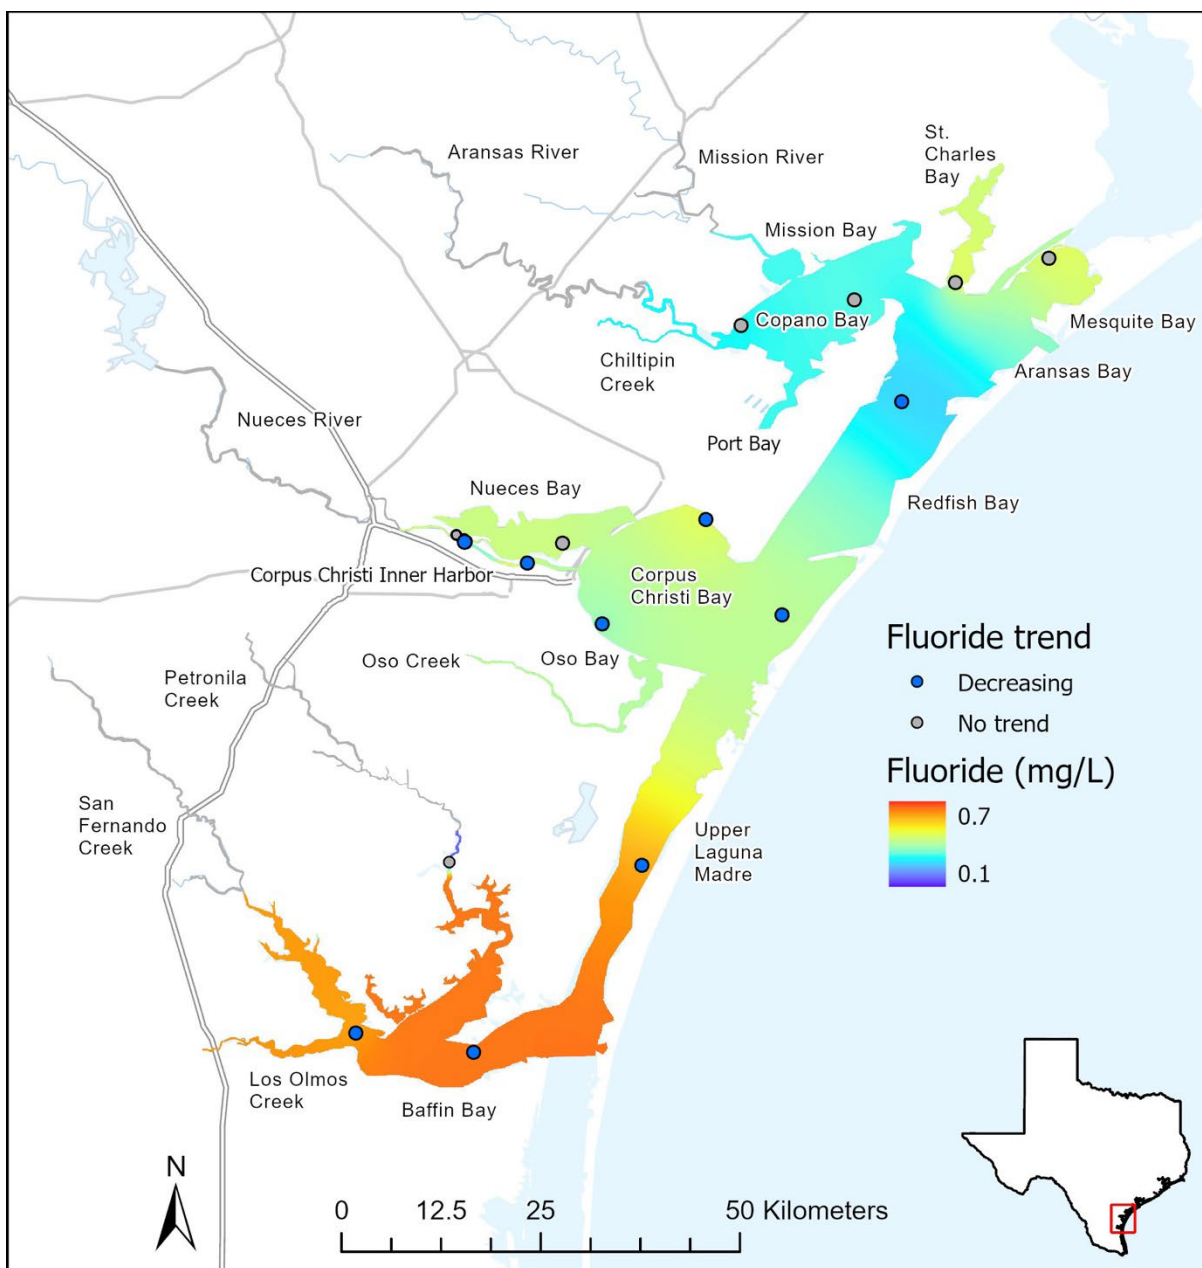 St.
Charles
Bay
Aransas River
Mission River
Mission Bay
Copano Bay
Mesquite Bay
Chiltipin
Creek
Aransas Bay
Nueces River
Port Bay
Nueces Bay
Redfish Bay
Corpus Christi Inner Harbor
Corpus
Christi Bay
Oso Creek
Oso Bay
Petronila
Creek
San
Fernando
Creek
Upper
Laguna
Madre
Los Olmos
Creek
Baffin Bay
Fluoride trend
Decreasing
No trend
Fluoride (mg/L)
0.7
0.1
N
0 12.5 25 50 Kilometers